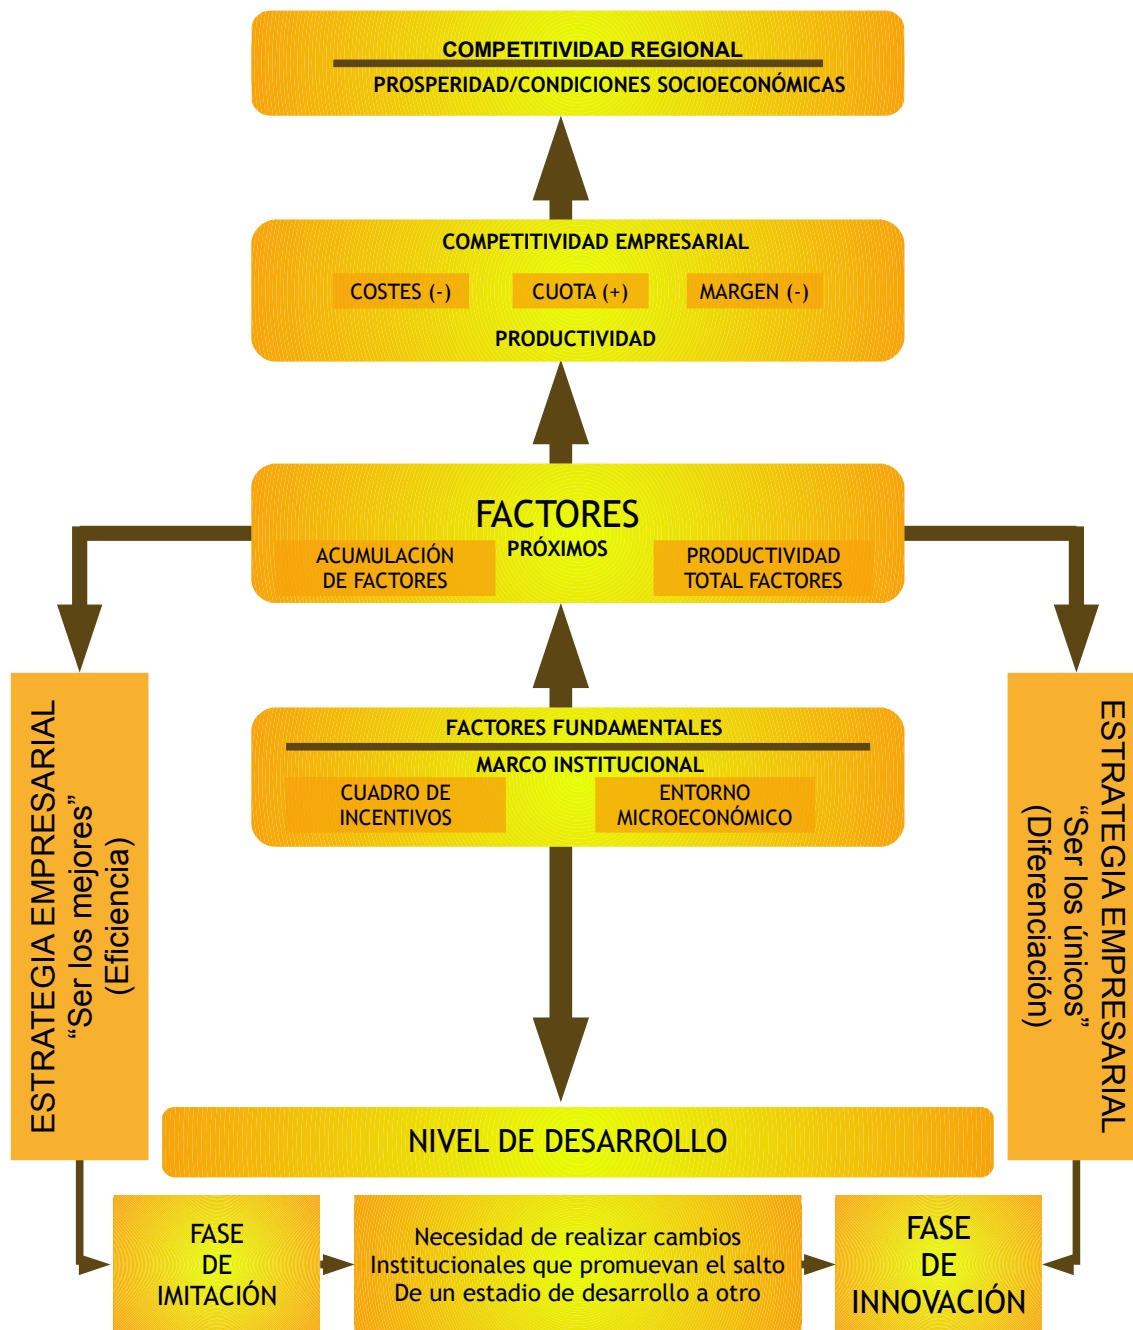 COMPETITIVIDAD REGIONAL
PROSPERIDAD/CONDICIONES SOCIOECONÓMICAS
COMPETITIVIDAD EMPRESARIAL
COSTES (-)
CUOTA (+)
MARGEN (-)
PRODUCTIVIDAD
FACTORES
PRÓXIMOS
ACUMULACIÓN
DE FACTORES
PRODUCTIVIDAD
TOTAL FACTORES
ESTRATEGIA EMPRESARIAL
“Ser los mejores”
(Eficiencia)
FACTORES FUNDAMENTALES
MARCO INSTITUCIONAL
CUADRO DE
INCENTIVOS
ENTORNO
MICROECONÓMICO
ESTRATEGIA EMPRESARIAL
“Ser los únicos”
(Diferenciación)
NIVEL DE DESARROLLO
FASE
DE
IMITACIÓN
Necesidad de realizar cambios
Institucionales que promuevan el salto
De un estadio de desarrollo a otro
FASE
DE
INNOVACIÓN